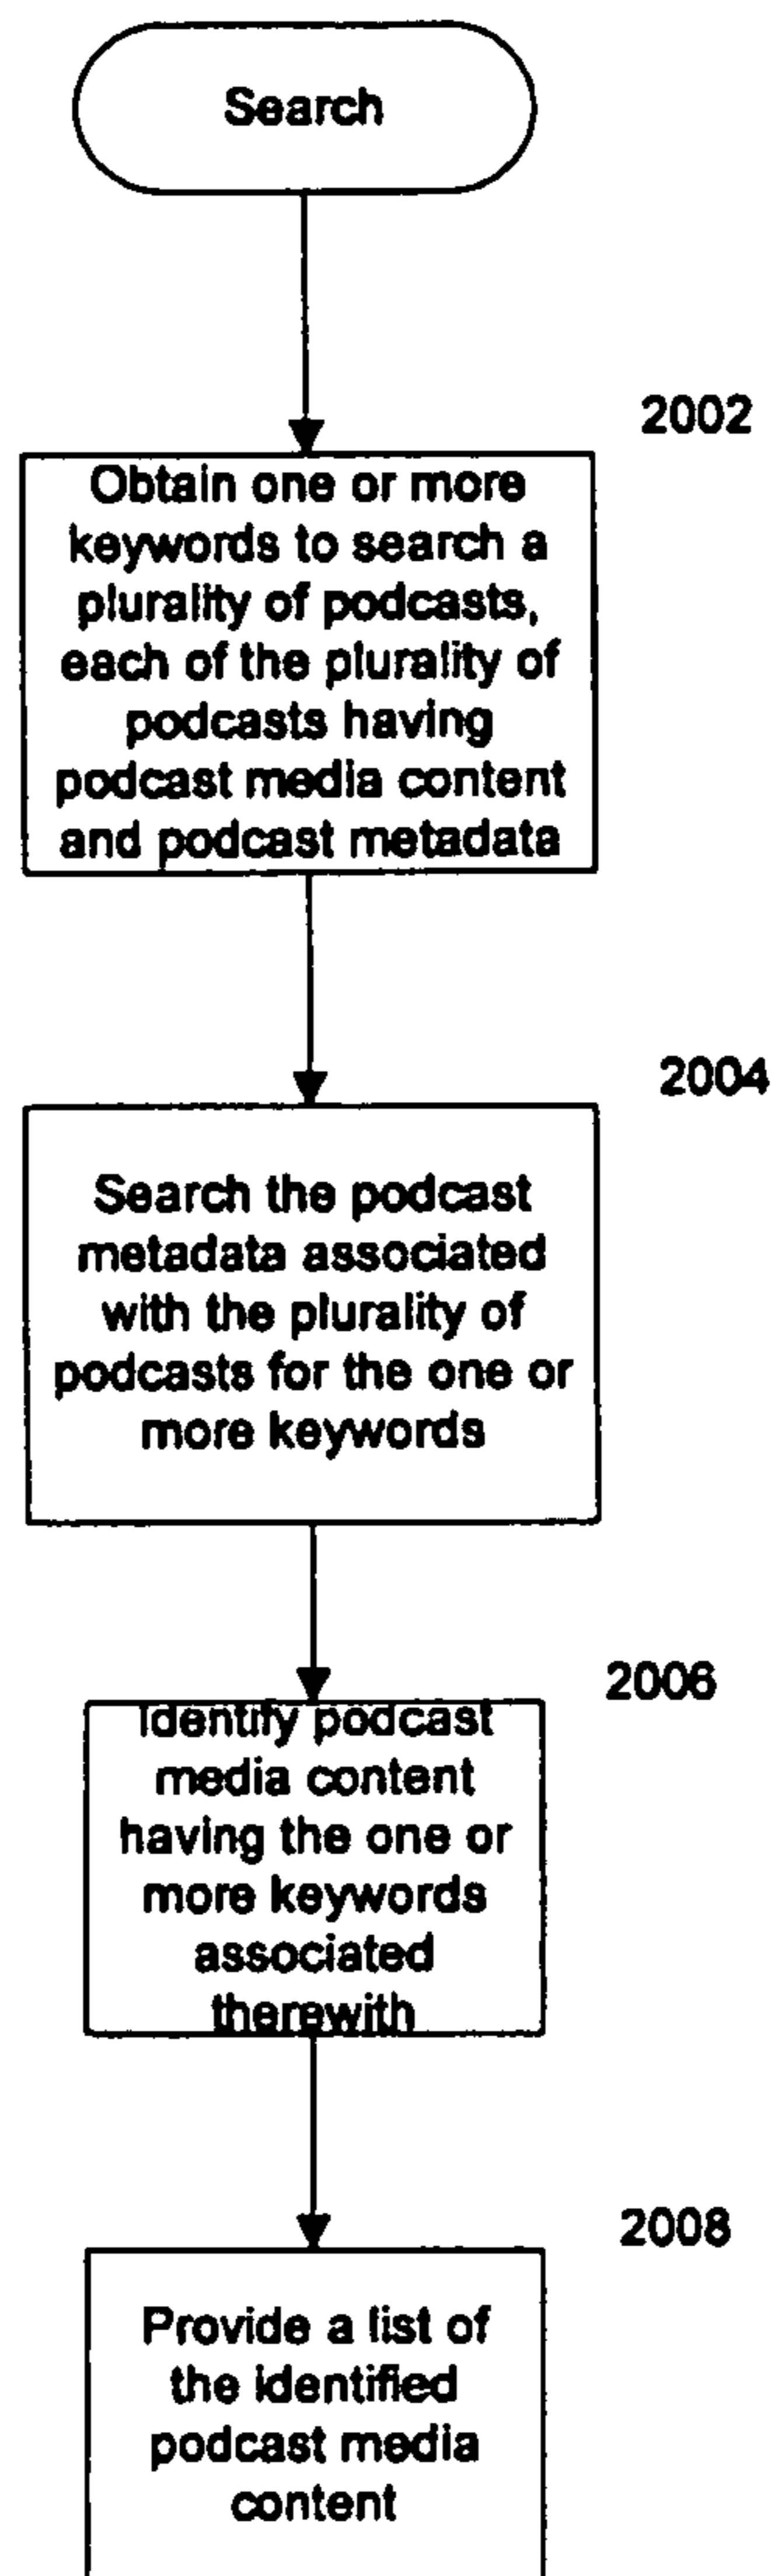 Search
2002
Obtain one or more
keywords to search a
plurality of podcasts,
each of the plurality of
podcasts having
podcast media content
and podcast metadata
2004
Search the podcast
metadata associated
with the plurality of
podcasts for the one or
more keywords
2006
Identify podcast
media content
having the one or
more keywords
associated
therewith
2008
Provide a list of
the identified
podcast media
content